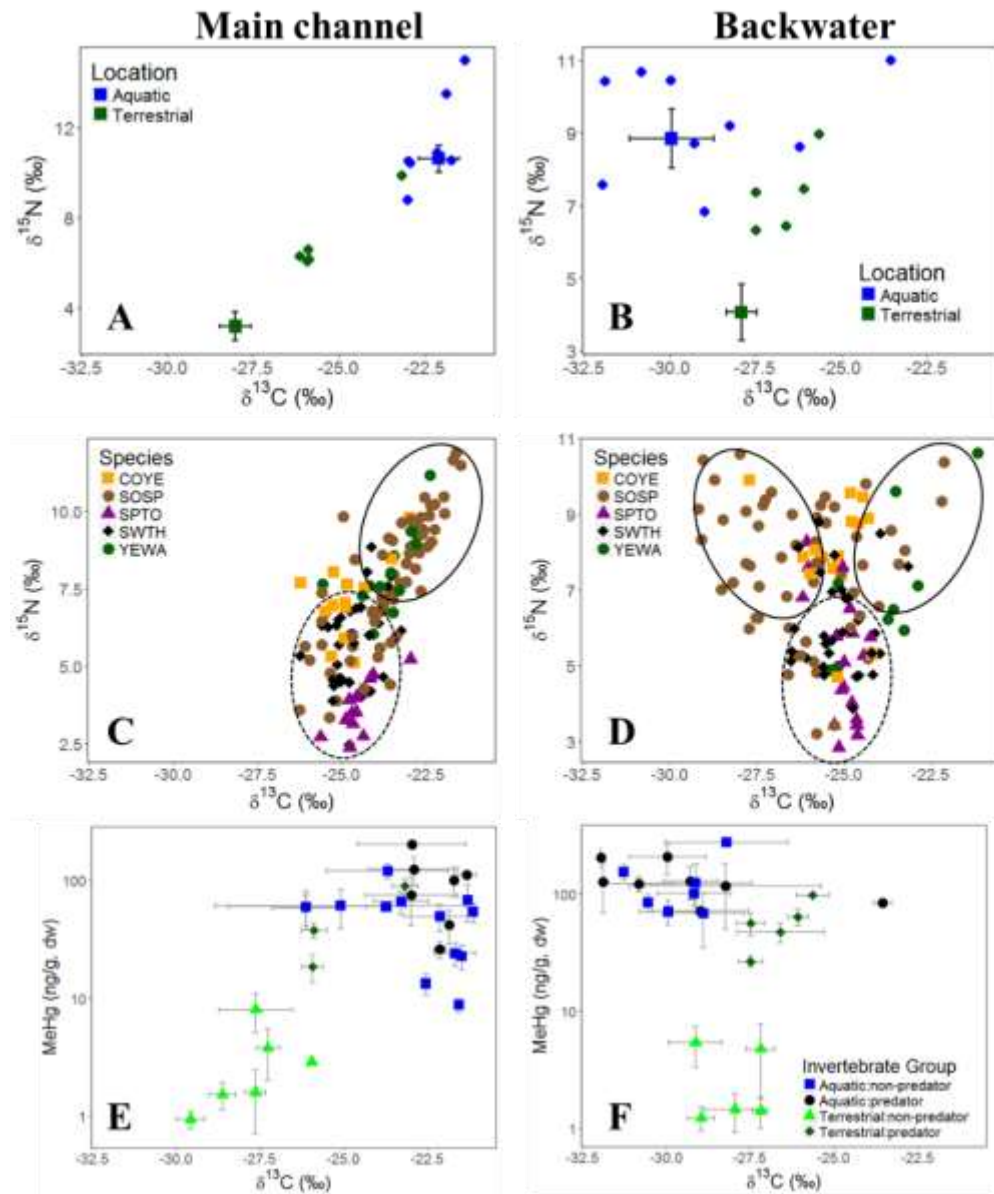 Main channel
Backwater
Location
Aquatic
Terrestrial
12
8
4
δ¹⁵N (‰)
A
-32.5 -30.0 -27.5 -25.0 -22.5
δ¹³C (‰)
11
9
7
5
3
δ¹⁵N (‰)
Location
Aquatic
Terrestrial
B
-32.5 -30.0 -27.5 -25.0 -22.5
δ¹³C (‰)
Species
COYE
SOSP
SPTO
SWTH
YEWA
10.0
7.5
5.0
2.5
δ¹⁵N (‰)
C
-32.5 -30.0 -27.5 -25.0 -22.5
δ¹³C (‰)
11
9
7
5
3
δ¹⁵N (‰)
Species
COYE
SOSP
SPTO
SWTH
YEWA
D
-32.5 -30.0 -27.5 -25.0 -22.5
δ¹³C (‰)
100
10
1
MeHg (ng/g, dw)
E
-32.5 -30.0 -27.5 -25.0 -22.5
δ¹³C (‰)
100
10
1
MeHg (ng/g, dw)
Invertebrate Group
Aquatic:non-predator
Aquatic:predator
Terrestrial:non-predator
Terrestrial:predator
F
-32.5 -30.0 -27.5 -25.0 -22.5
δ¹³C (‰)